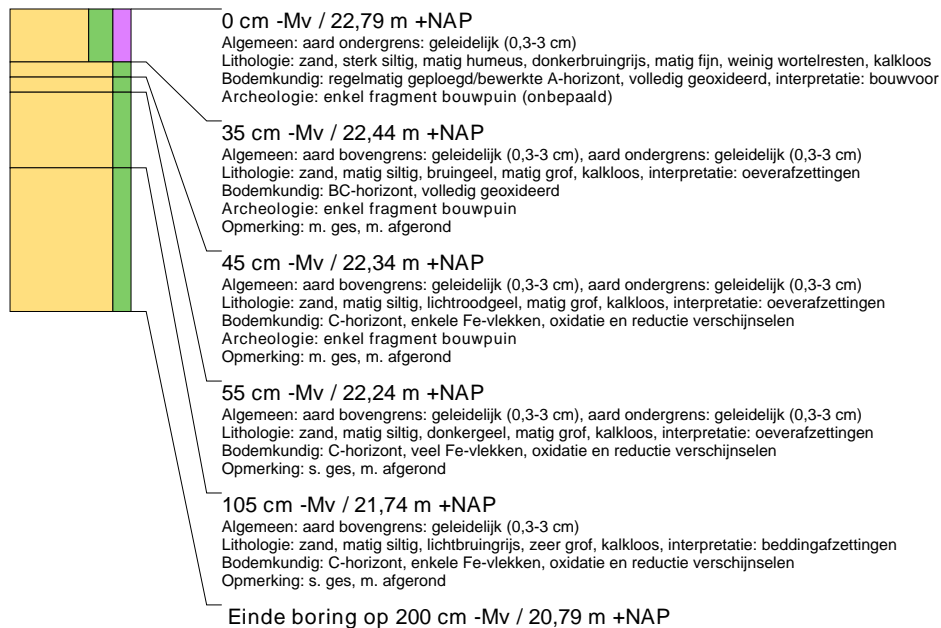 0 cm -Mv / 22,79 m +NAP
Algemeen: aard ondergrens: geleidelijk (0,3-3 cm)
Lithologie: zand, sterk siltig, matig humeus, donkerbruingrijs, matig fijn, weinig wortelresten, kalkloos
Bodemkundig: regelmatig geploegd/bewerkte A-horizont, volledig geoxideerd, interpretatie: bouwvoor
Archeologie: enkel fragment bouwpuin (onbepaald)
35 cm -Mv / 22,44 m +NAP
Algemeen: aard bovengrens: geleidelijk (0,3-3 cm), aard ondergrens: geleidelijk (0,3-3 cm)
Lithologie: zand, matig siltig, bruingeel, matig grof, kalkloos, interpretatie: oeverafzettingen
Bodemkundig: BC-horizont, volledig geoxideerd
Archeologie: enkel fragment bouwpuin
Opmerking: m. ges, m. afgerond
45 cm -Mv / 22,34 m +NAP
Algemeen: aard bovengrens: geleidelijk (0,3-3 cm), aard ondergrens: geleidelijk (0,3-3 cm)
Lithologie: zand, matig siltig, lichtroodgeel, matig grof, kalkloos, interpretatie: oeverafzettingen
Bodemkundig: C-horizont, enkele Fe-vlekken, oxidatie en reductie verschijnselen
Archeologie: enkel fragment bouwpuin
Opmerking: m. ges, m. afgerond
55 cm -Mv / 22,24 m +NAP
Algemeen: aard bovengrens: geleidelijk (0,3-3 cm), aard ondergrens: geleidelijk (0,3-3 cm)
Lithologie: zand, matig siltig, donkergeel, matig grof, kalkloos, interpretatie: oeverafzettingen
Bodemkundig: C-horizont, veel Fe-vlekken, oxidatie en reductie verschijnselen
Opmerking: s. ges, m. afgerond
105 cm -Mv / 21,74 m +NAP
Algemeen: aard bovengrens: geleidelijk (0,3-3 cm)
Lithologie: zand, matig siltig, lichtbruingrijs, zeer grof, kalkloos, interpretatie: beddingafzettingen
Bodemkundig: C-horizont, enkele Fe-vlekken, oxidatie en reductie verschijnselen
Opmerking: s. ges, m. afgerond
Einde boring op 200 cm -Mv / 20,79 m +NAP